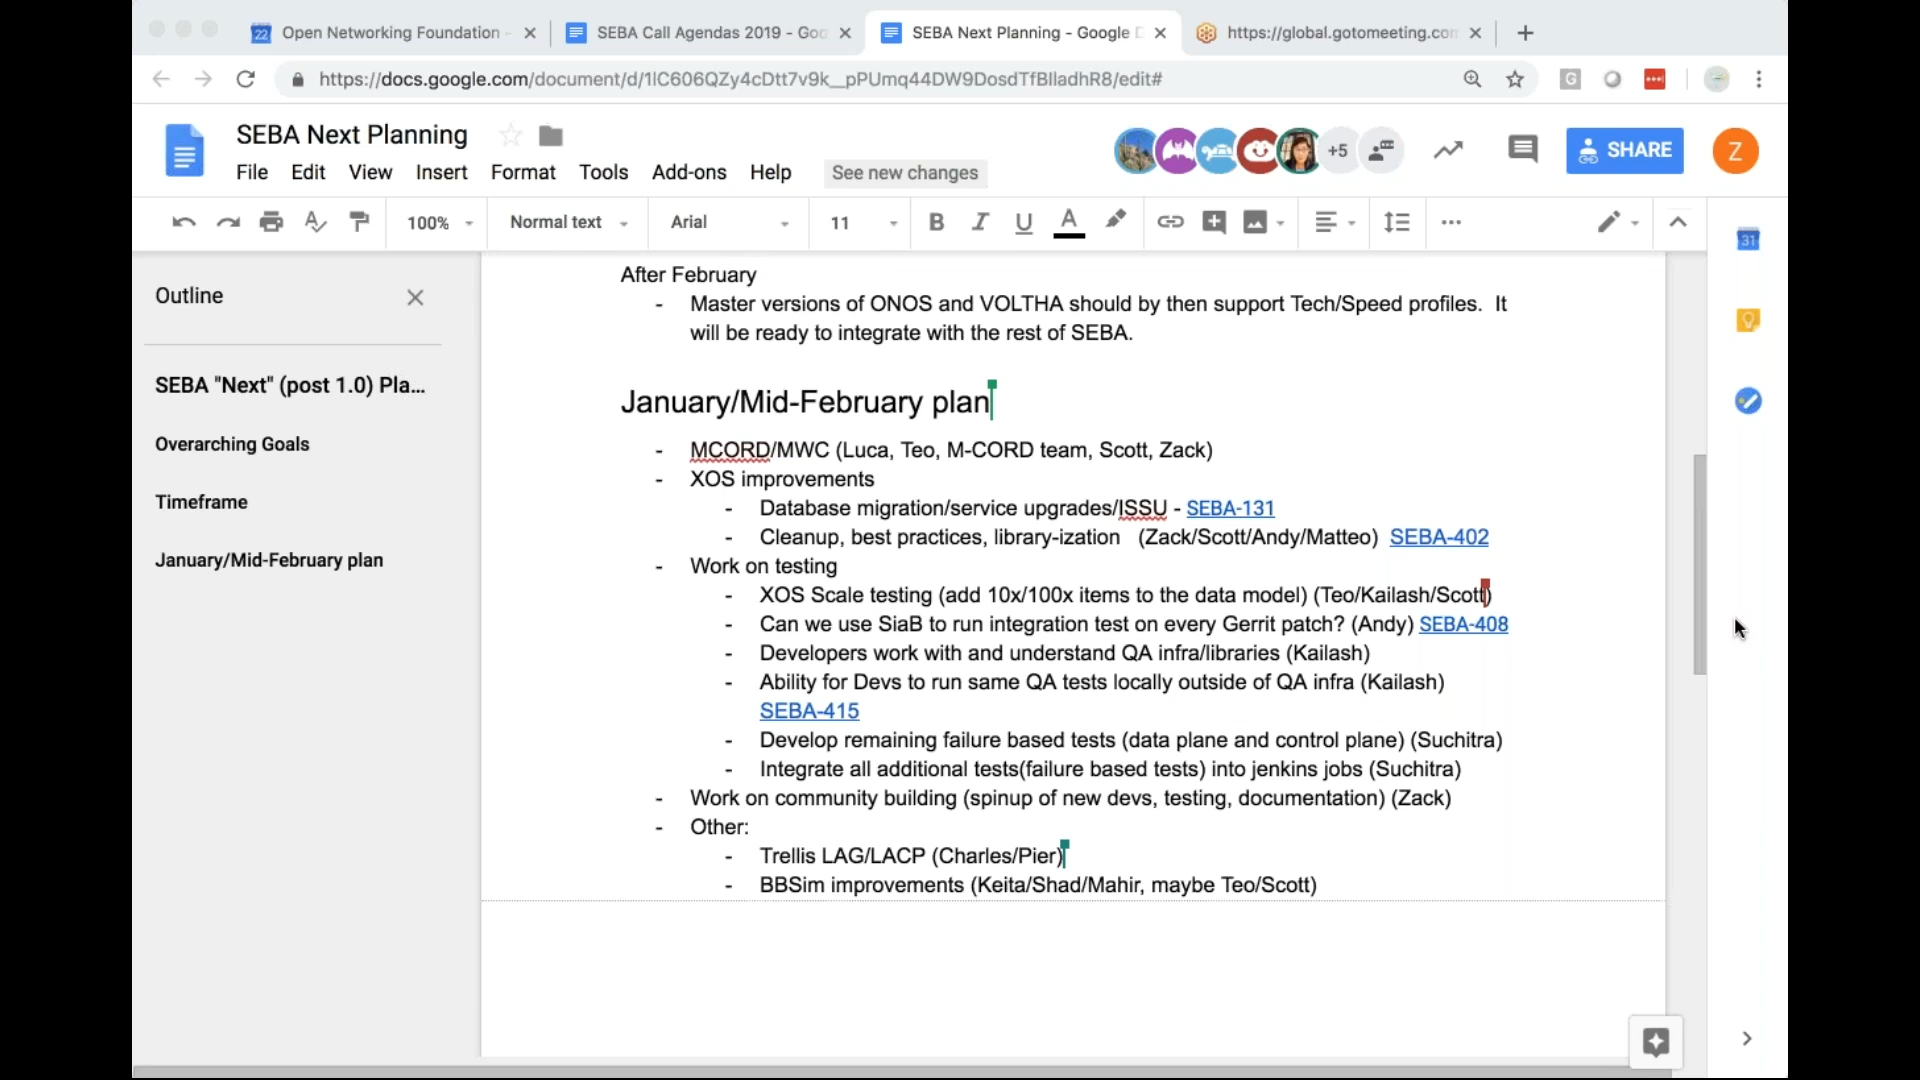 22 Open Networking Foundation -
SEBA Call Agendas 2019 - Goo
SEBA Next Planning - Google D
https://global.gotomeeting.com
https://docs.google.com/document/d/1IC606QZy4cDtt7v9k__pPUmq44DW9DosdTfBlladhR8/edit#
G
SEBA Next Planning
+5
SHARE
Z
File Edit View Insert Format Tools Add-ons Help See new changes
100% Normal text Arial 11 B I U A
31
Outline
SEBA "Next" (post 1.0) Pla...
Overarching Goals
Timeframe
January/Mid-February plan
After February
- Master versions of ONOS and VOLTHA should by then support Tech/Speed profiles. It
will be ready to integrate with the rest of SEBA.
January/Mid-February plan
- MCORD/MWC (Luca, Teo, M-CORD team, Scott, Zack)
- XOS improvements
- Database migration/service upgrades/ISSU - SEBA-131
- Cleanup, best practices, library-ization (Zack/Scott/Andy/Matteo) SEBA-402
- Work on testing
- XOS Scale testing (add 10x/100x items to the data model) (Teo/Kailash/Scott)
- Can we use SiaB to run integration test on every Gerrit patch? (Andy) SEBA-408
- Developers work with and understand QA infra/libraries (Kailash)
- Ability for Devs to run same QA tests locally outside of QA infra (Kailash)
SEBA-415
- Develop remaining failure based tests (data plane and control plane) (Suchitra)
- Integrate all additional tests(failure based tests) into jenkins jobs (Suchitra)
- Work on community building (spinup of new devs, testing, documentation) (Zack)
- Other:
- Trellis LAG/LACP (Charles/Pier)
- BBSim improvements (Keita/Shad/Mahir, maybe Teo/Scott)